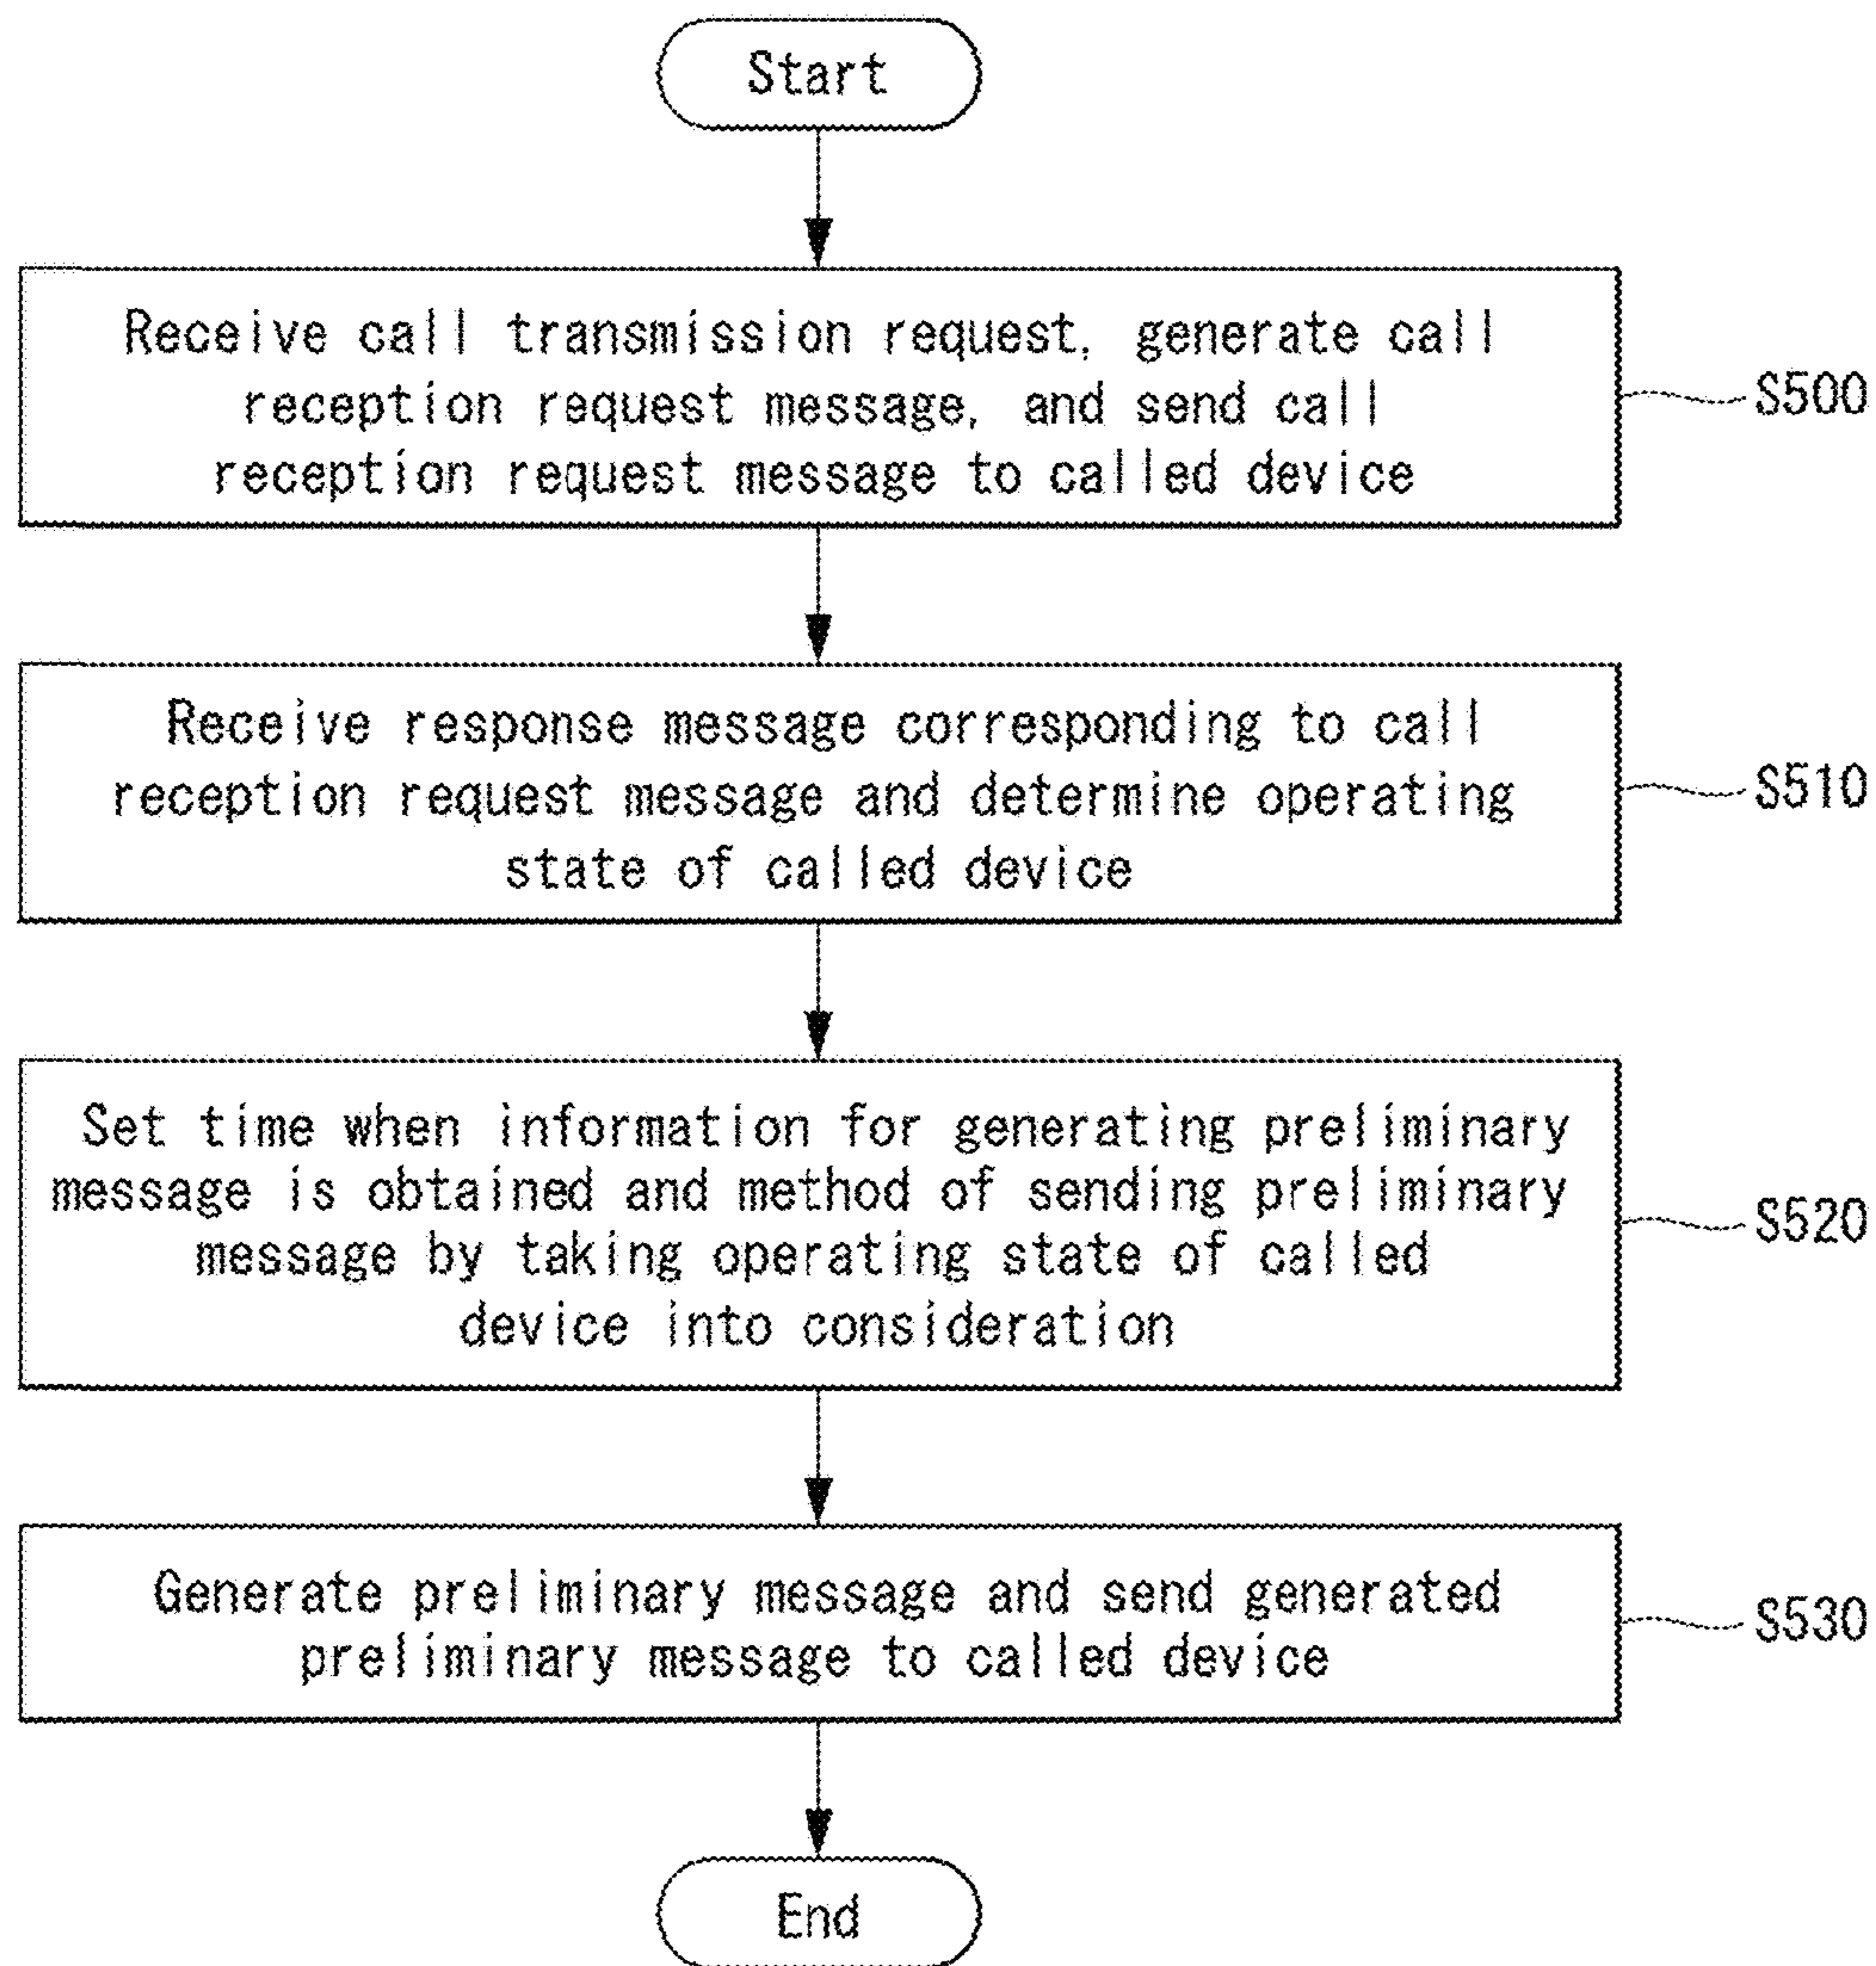 Start
Receive call transmission request, generate call
reception request message, and send call
reception request message to called device
S500
Receive response message corresponding to call
reception request message and determine operating
state of called device
S510
Set time when information for generating preliminary
message is obtained and method of sending preliminary
message by taking operating state of called
device into consideration
S520
Generate preliminary message and send generated
preliminary message to called device
S530
End